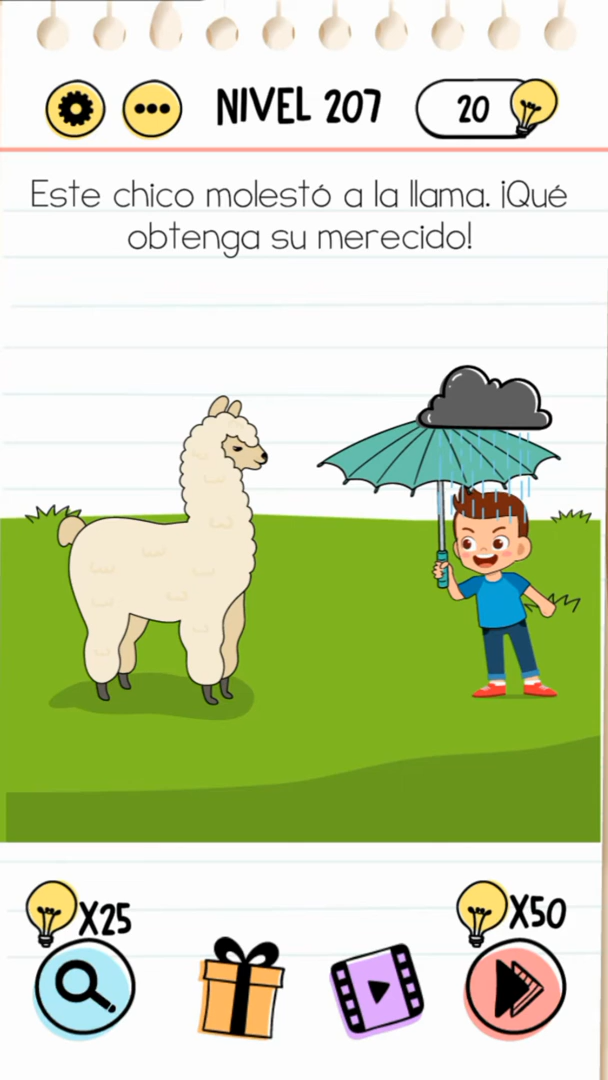 NIVEL 207
20
Este chico molestó a la llama. ¡Qué
obtenga su merecido!
X25
X50